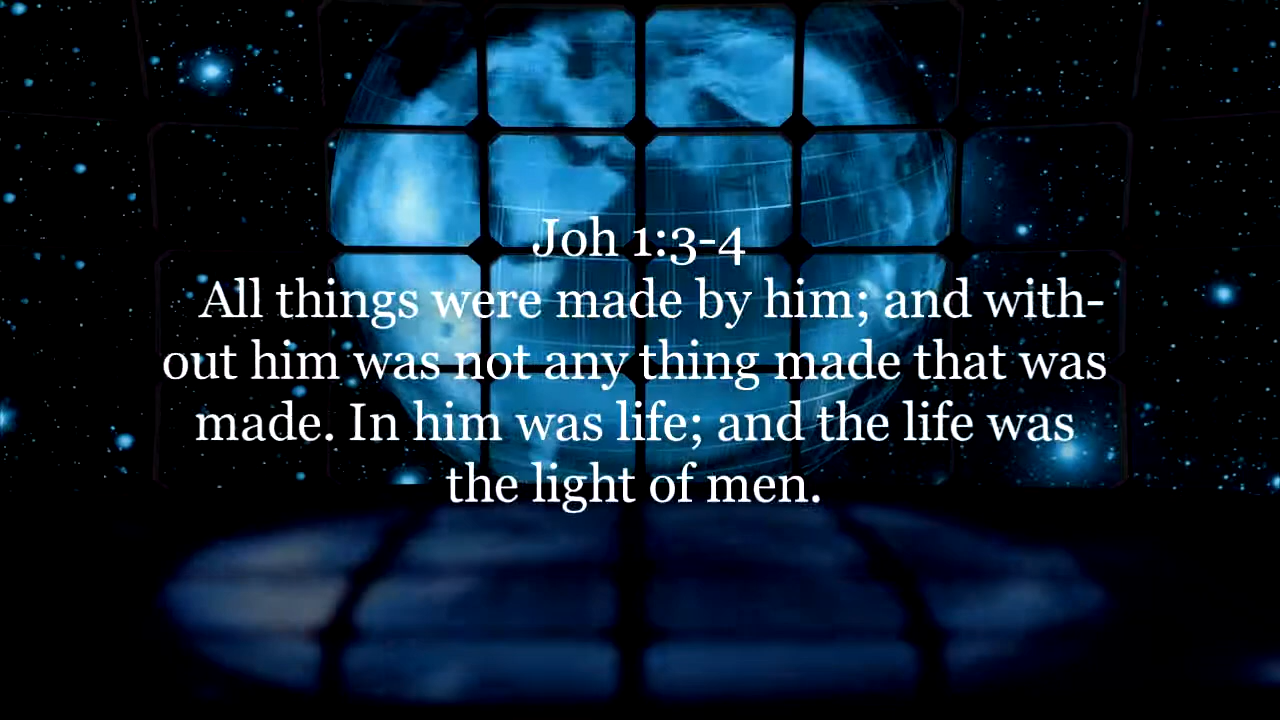 Joh 1:3-4
All things were made by him; and with-
out him was not any thing made that was
made. In him was life; and the life was
the light of men.